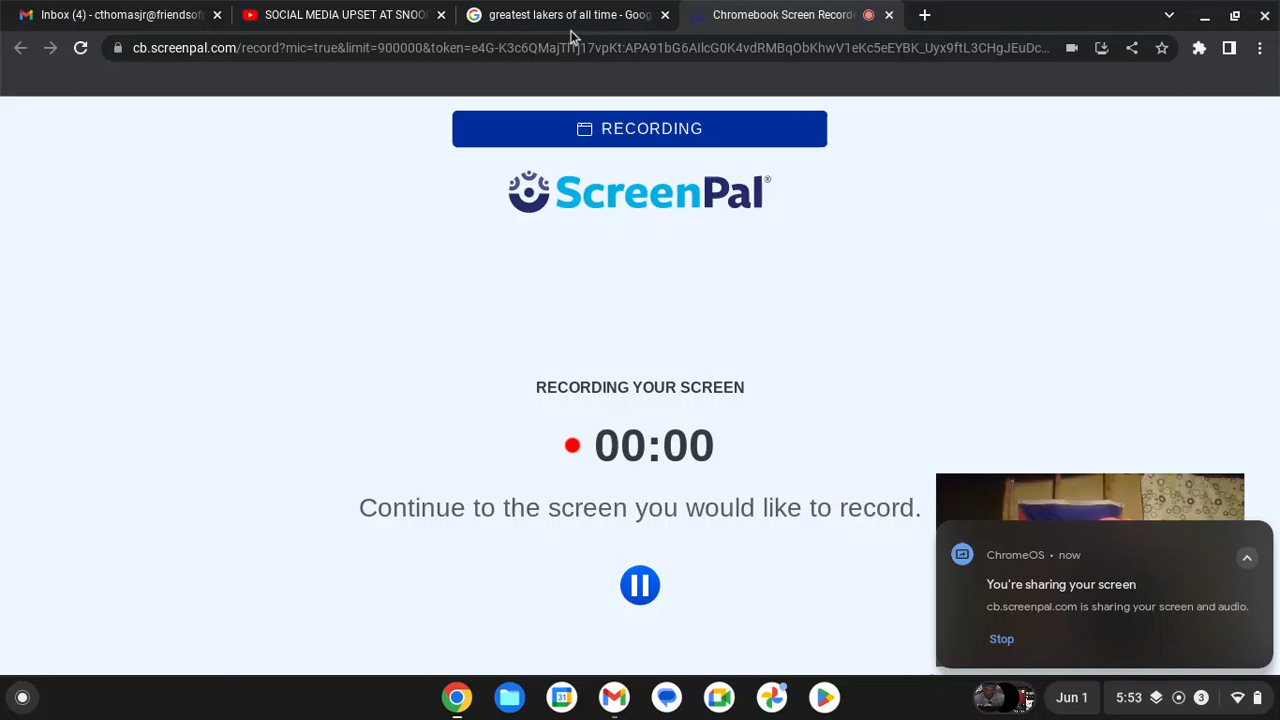 Inbox (4) - cthomasjr@friendsofp
SOCIAL MEDIA UPSET AT SNOO
greatest lakers of all time - Goog
Chromebook Screen Record
cb.screenpal.com/record?mic=true&limit=900000&token=e4G-K3c6QMajTlTj17vpKt:APA91bG6AIlcG0K4vdRMBqObKhwV1eKc5eEYBK_Uyx9ftL3CHgJEuDc...
RECORDING
ScreenPal®
RECORDING YOUR SCREEN
00:00
Continue to the screen you would like to record.
ChromeOS • now
You're sharing your screen
cb.screenpal.com is sharing your screen and audio.
Stop
31
Jun 1
5:53
3